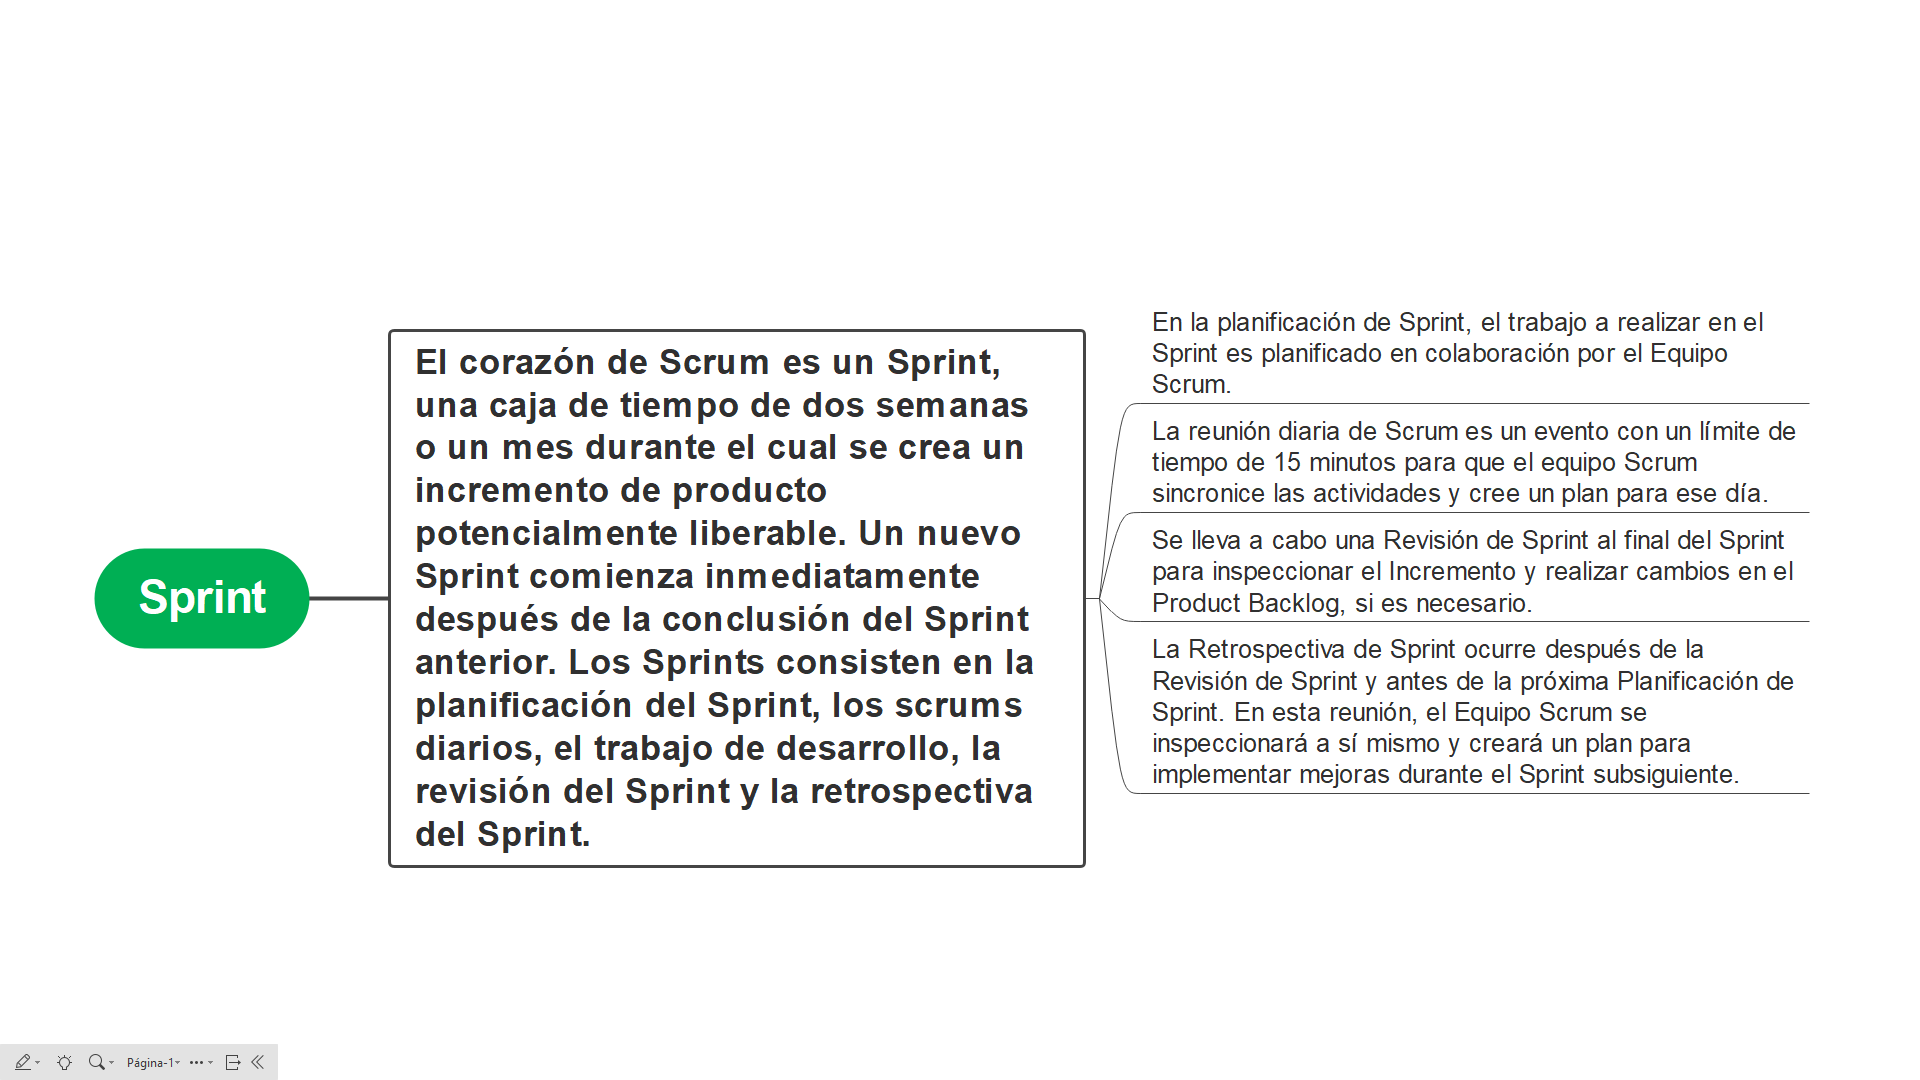 Sprint
El corazón de Scrum es un Sprint,
una caja de tiempo de dos semanas
o un mes durante el cual se crea un
incremento de producto
potencialmente liberable. Un nuevo
Sprint comienza inmediatamente
después de la conclusión del Sprint
anterior. Los Sprints consisten en la
planificación del Sprint, los scrums
diarios, el trabajo de desarrollo, la
revisión del Sprint y la retrospectiva
del Sprint.
En la planificación de Sprint, el trabajo a realizar en el
Sprint es planificado en colaboración por el Equipo
Scrum.
La reunión diaria de Scrum es un evento con un límite de
tiempo de 15 minutos para que el equipo Scrum
sincronice las actividades y cree un plan para ese día.
Se lleva a cabo una Revisión de Sprint al final del Sprint
para inspeccionar el Incremento y realizar cambios en el
Product Backlog, si es necesario.
La Retrospectiva de Sprint ocurre después de la
Revisión de Sprint y antes de la próxima Planificación de
Sprint. En esta reunión, el Equipo Scrum se
inspeccionará a sí mismo y creará un plan para
implementar mejoras durante el Sprint subsiguiente.
Página-1